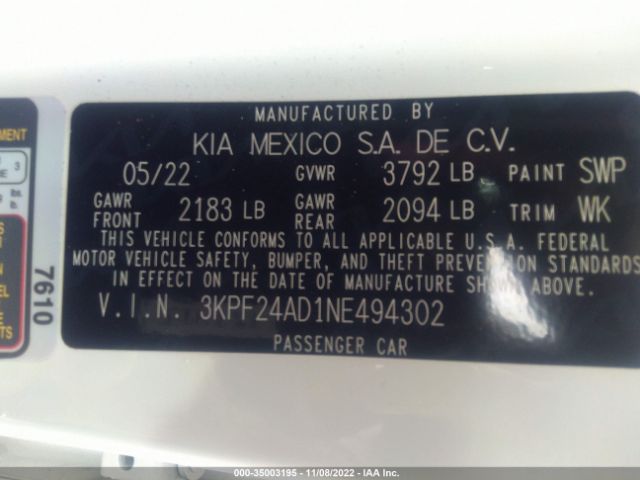 MANUFACTURED BY
KIA MEXICO S.A. DE C.V.
05/22 GVWR 3792 LB PAINT SWP
GAWR FRONT 2183 LB GAWR REAR 2094 LB TRIM WK
THIS VEHICLE CONFORMS TO ALL APPLICABLE U.S.A. FEDERAL
MOTOR VEHICLE SAFETY, BUMPER, AND THEFT PREVENTION STANDARDS
IN EFFECT ON THE DATE OF MANUFACTURE SHOWN ABOVE.
V.I.N. 3KPF24AD1NE494302
PASSENGER CAR
7610
MENT
3
000-35003195 - 11/08/2022 - IAA Inc.